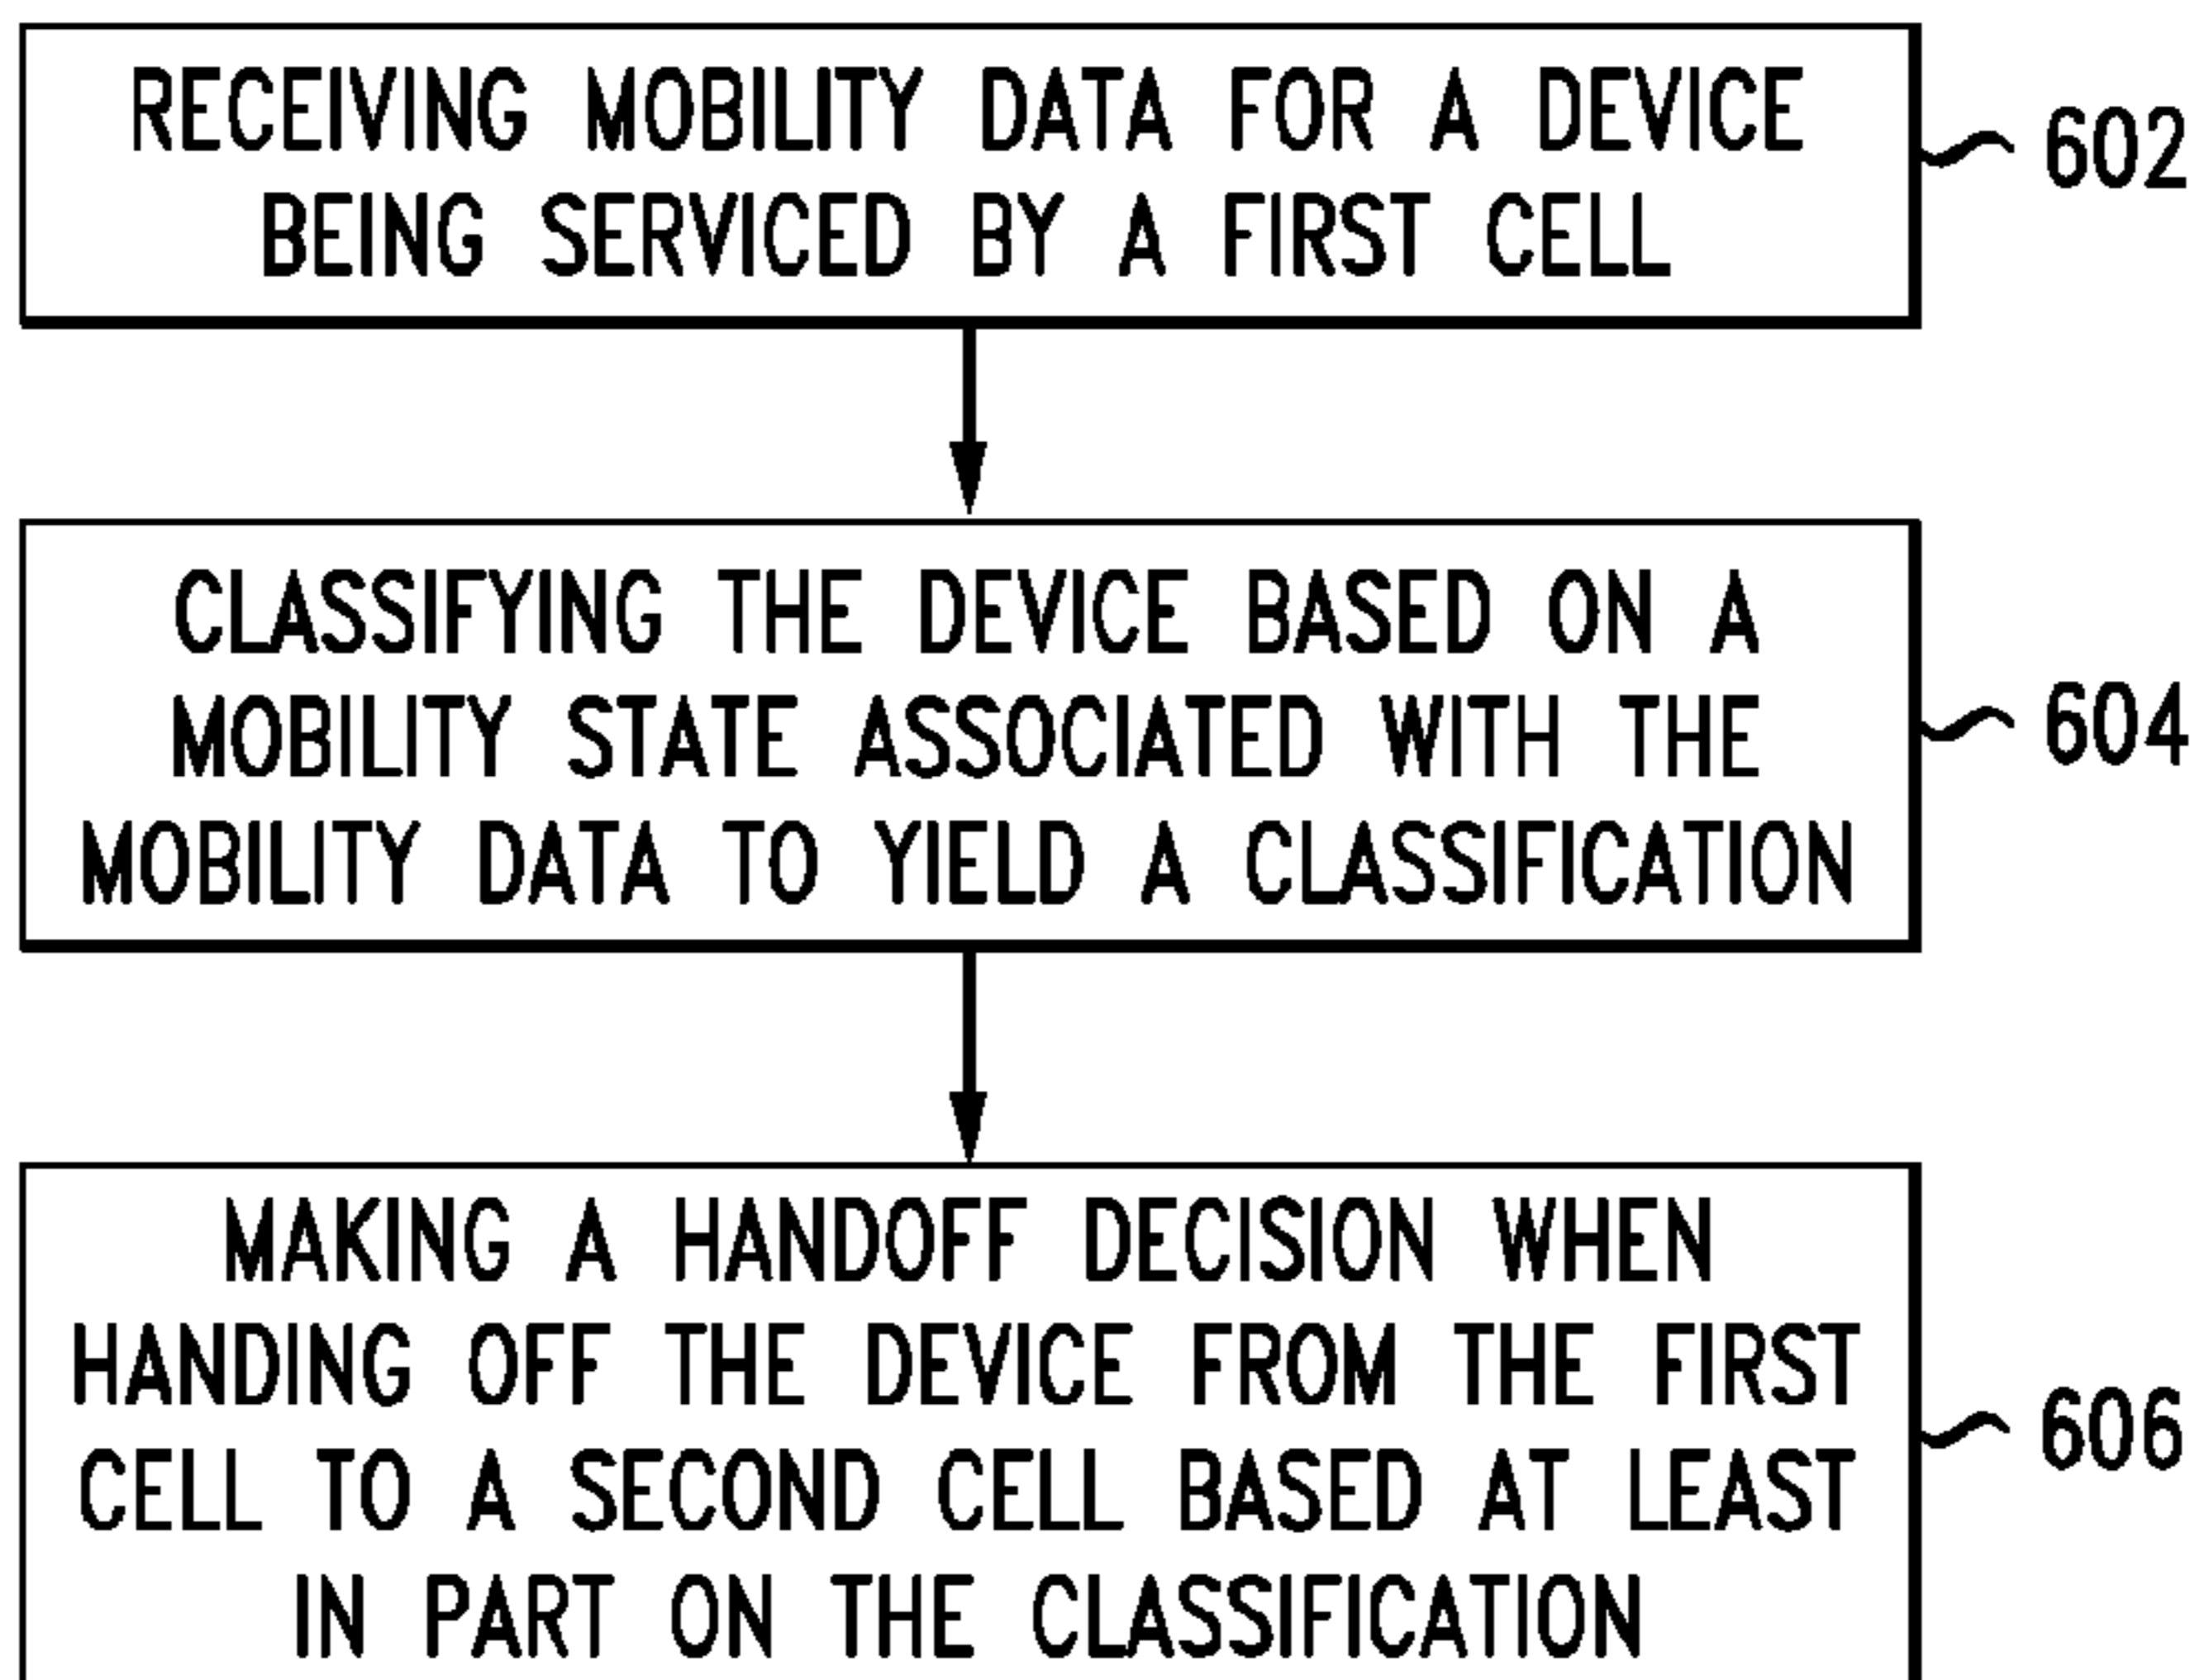 RECEIVING MOBILITY DATA FOR A DEVICE
BEING SERVICED BY A FIRST CELL
602
CLASSIFYING THE DEVICE BASED ON A
MOBILITY STATE ASSOCIATED WITH THE
MOBILITY DATA TO YIELD A CLASSIFICATION
604
MAKING A HANDOFF DECISION WHEN
HANDING OFF THE DEVICE FROM THE FIRST
CELL TO A SECOND CELL BASED AT LEAST
IN PART ON THE CLASSIFICATION
606